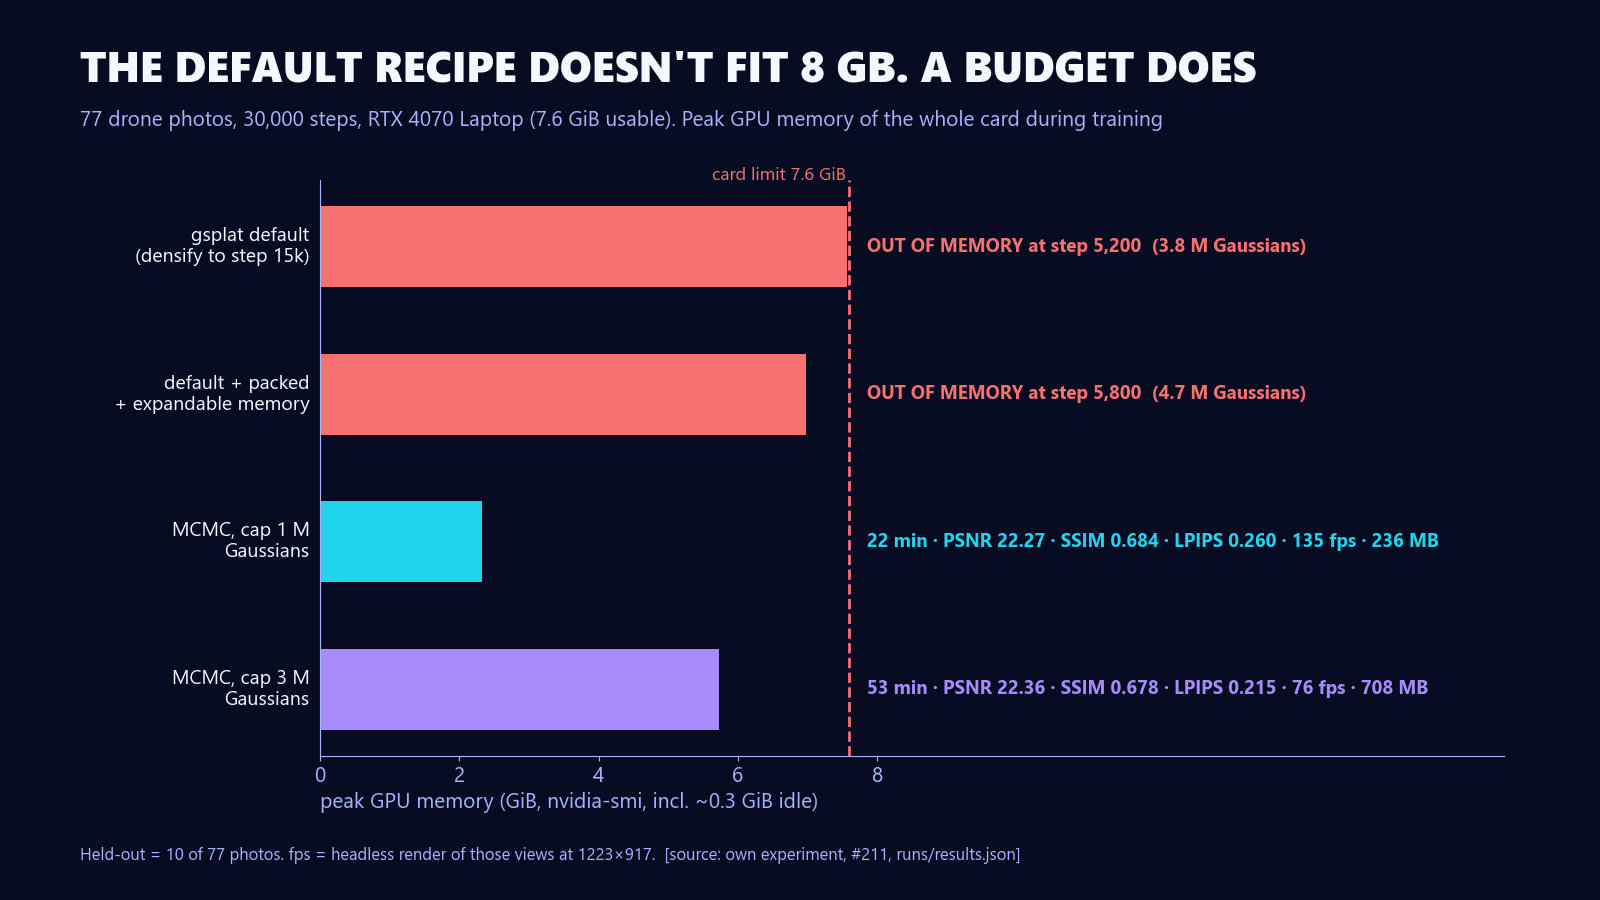 THE DEFAULT RECIPE DOESN'T FIT 8 GB. A BUDGET DOES
77 drone photos, 30,000 steps, RTX 4070 Laptop (7.6 GiB usable). Peak GPU memory of the whole card during training
card limit 7.6 GiB
gsplat default
(densify to step 15k)
OUT OF MEMORY at step 5,200 (3.8 M Gaussians)
default + packed
+ expandable memory
OUT OF MEMORY at step 5,800 (4.7 M Gaussians)
MCMC, cap 1 M
Gaussians
22 min · PSNR 22.27 · SSIM 0.684 · LPIPS 0.260 · 135 fps · 236 MB
MCMC, cap 3 M
Gaussians
53 min · PSNR 22.36 · SSIM 0.678 · LPIPS 0.215 · 76 fps · 708 MB
0 2 4 6 8
peak GPU memory (GiB, nvidia-smi, incl. ~0.3 GiB idle)
Held-out = 10 of 77 photos. fps = headless render of those views at 1223×917. [source: own experiment, #211, runs/results.json]